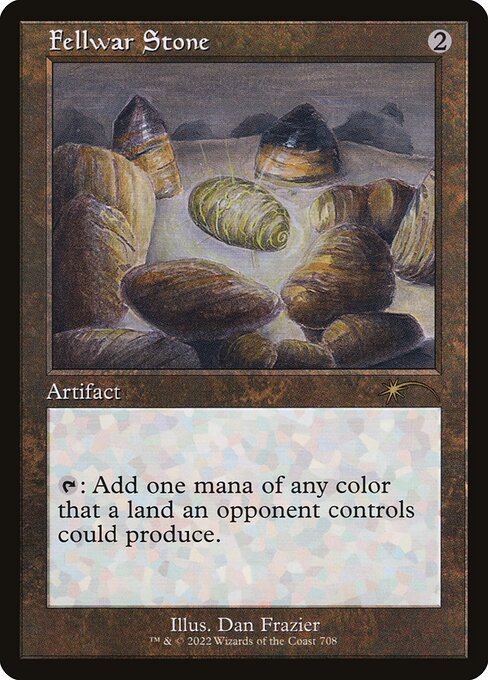 Fellwar Stone 2
Artifact
: Add one mana of any color
that a land an opponent controls
could produce.
Illus. Dan Frazier
™ & © 2022 Wizards of the Coast 708